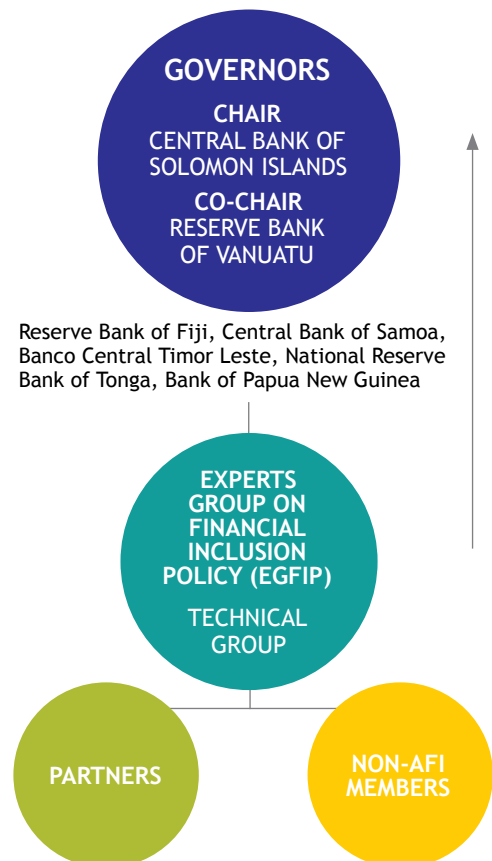 GOVERNORS
CHAIR
CENTRAL BANK OF
SOLOMON ISLANDS
CO-CHAIR
RESERVE BANK
OF VANUATU
Reserve Bank of Fiji, Central Bank of Samoa,
Banco Central Timor Leste, National Reserve
Bank of Tonga, Bank of Papua New Guinea
EXPERTS
GROUP ON
FINANCIAL
INCLUSION
POLICY (EGFIP)
TECHNICAL
GROUP
PARTNERS
NON-AFI
MEMBERS